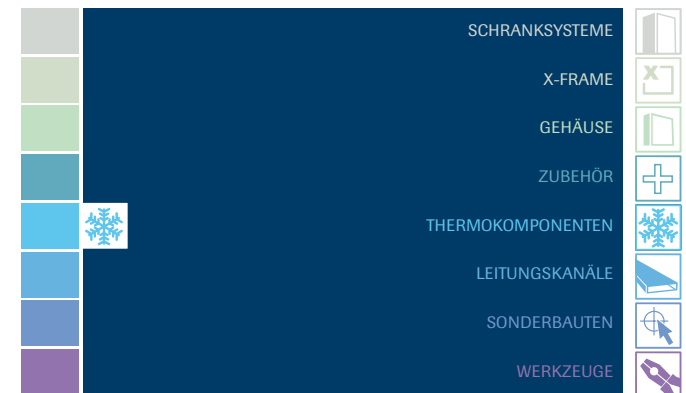 SCHRANKSYSTEME
X-FRAME
GEHÄUSE
ZUBEHÖR
THERMOKOMPONENTEN
LEITUNGSKANÄLE
SONDERBAUTEN
WERKZEUGE